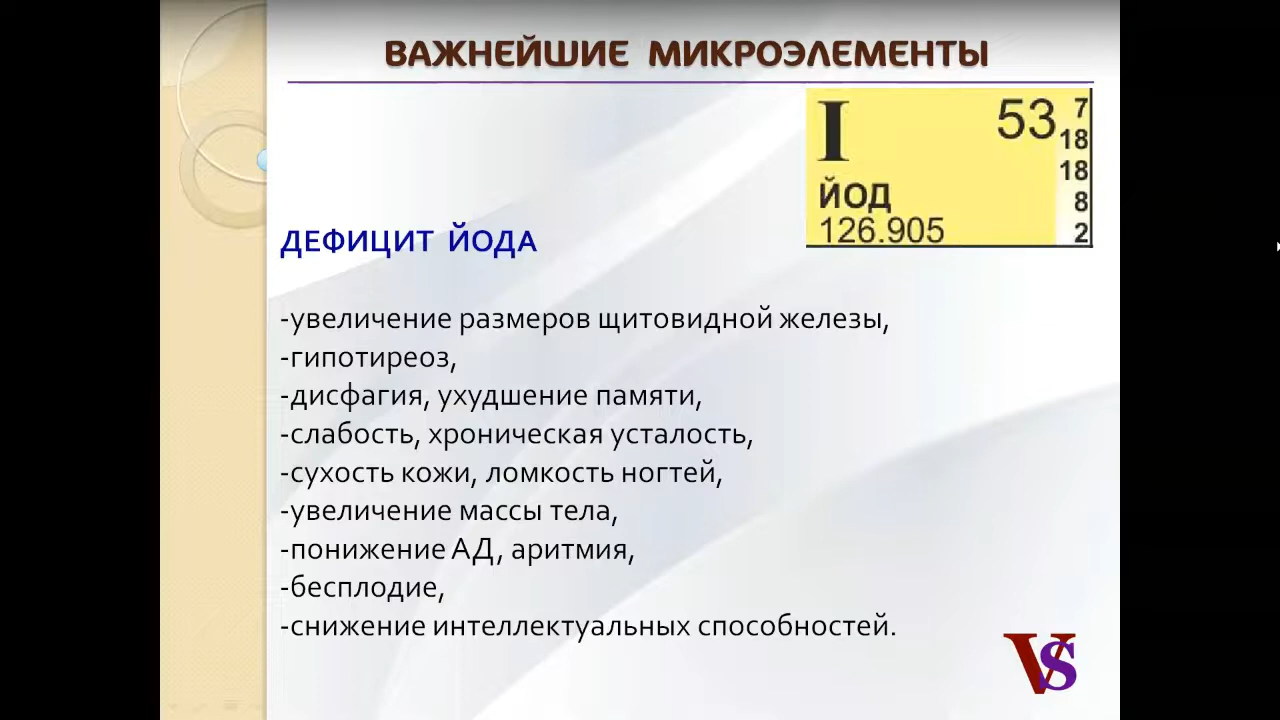 ВАЖНЕЙШИЕ МИКРОЭЛЕМЕНТЫ
I 53
7
18
18
8
2
ЙОД
126.905
ДЕФИЦИТ ЙОДА
-увеличение размеров щитовидной железы,
-гипотиреоз,
-дисфагия, ухудшение памяти,
-слабость, хроническая усталость,
-сухость кожи, ломкость ногтей,
-увеличение массы тела,
-понижение АД, аритмия,
-бесплодие,
-снижение интеллектуальных способностей.
VS